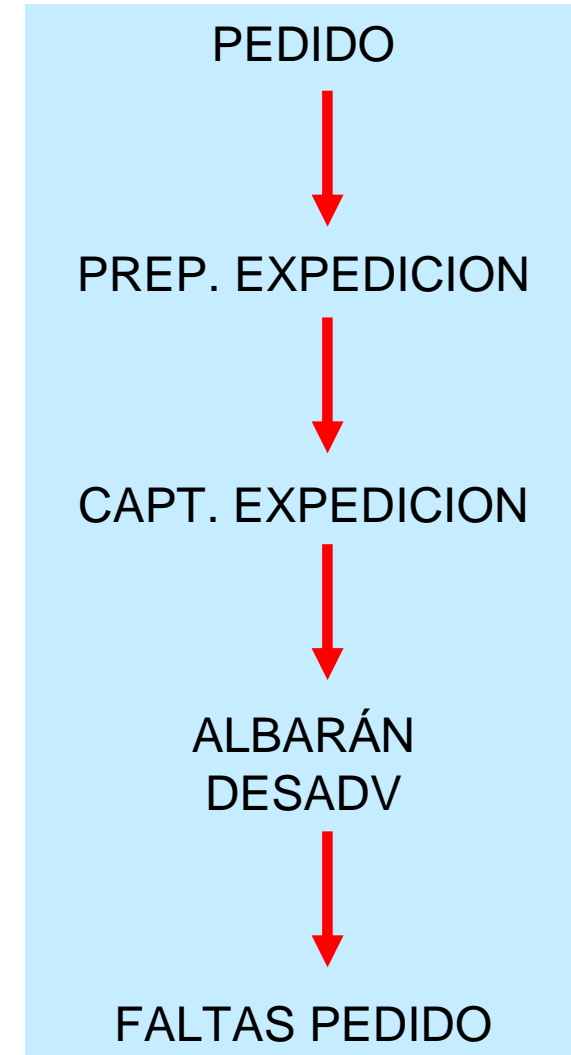 PEDIDO
PREP. EXPEDICION
CAPT. EXPEDICION
ALBARÁN
DESADV
FALTAS PEDIDO